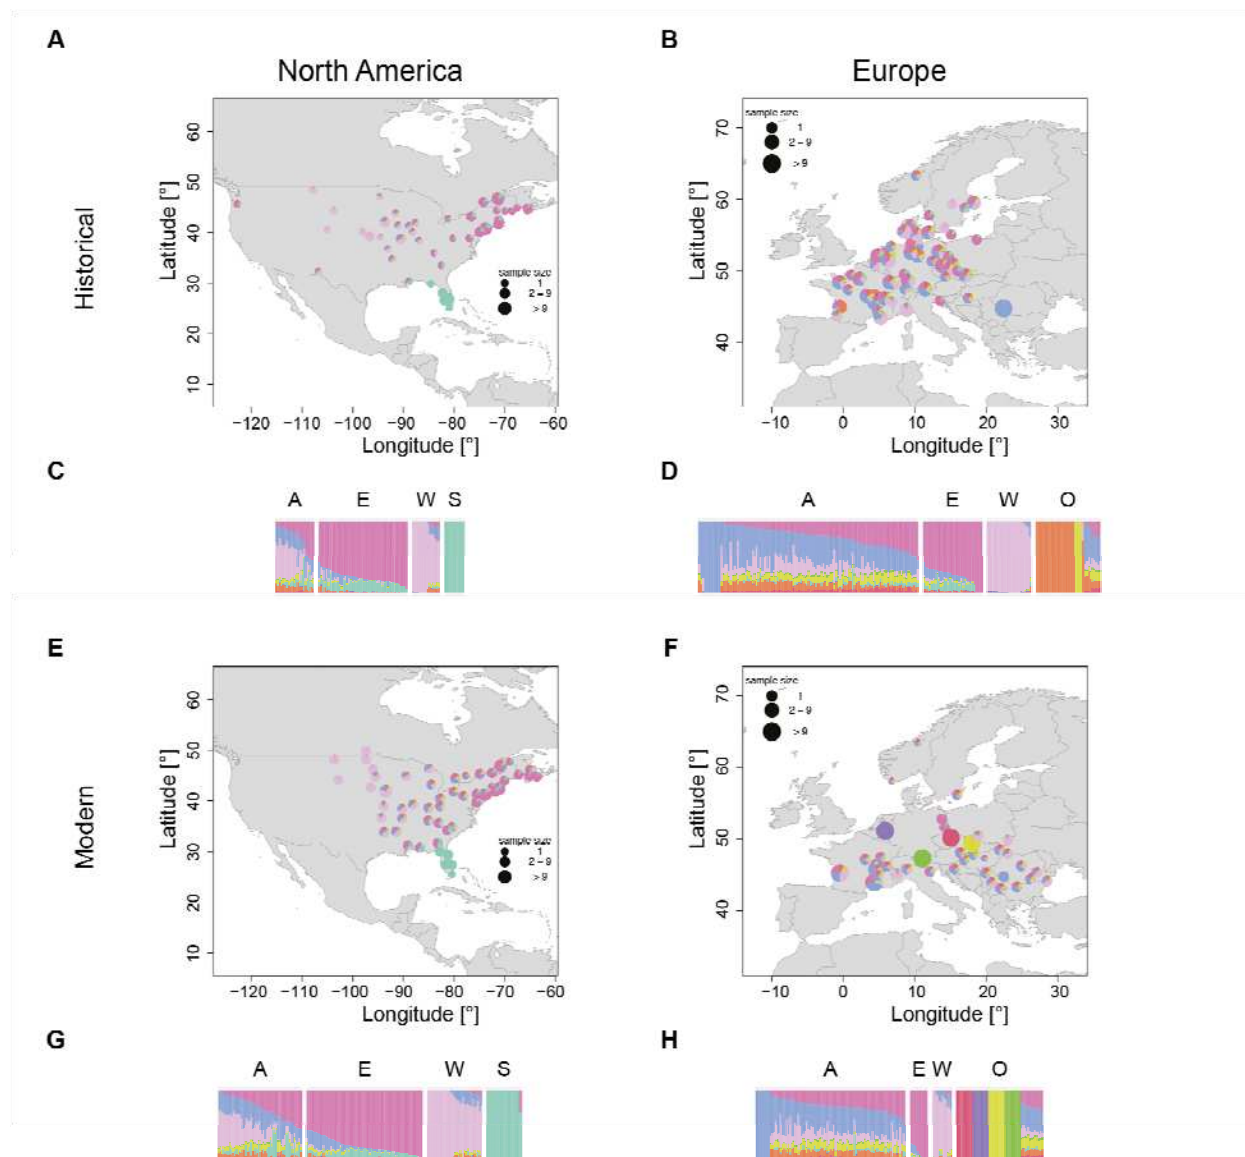 A
B
North America
Europe
Historical
Latitude [°]
60
50
40
30
20
10
sample size
1
2 – 9
> 9
−120 −110 −100 −90 −80 −70 −60
Longitude [°]
Latitude [°]
70
60
50
40
sample size
1
2 – 9
> 9
−10 0 10 20 30
Longitude [°]
C
D
A E W S
A E W O
E
F
Modern
Latitude [°]
60
50
40
30
20
10
sample size
1
2 – 9
> 9
−120 −110 −100 −90 −80 −70 −60
Longitude [°]
Latitude [°]
70
60
50
40
sample size
1
2 – 9
> 9
−10 0 10 20 30
Longitude [°]
G
H
A E W S
A E W O